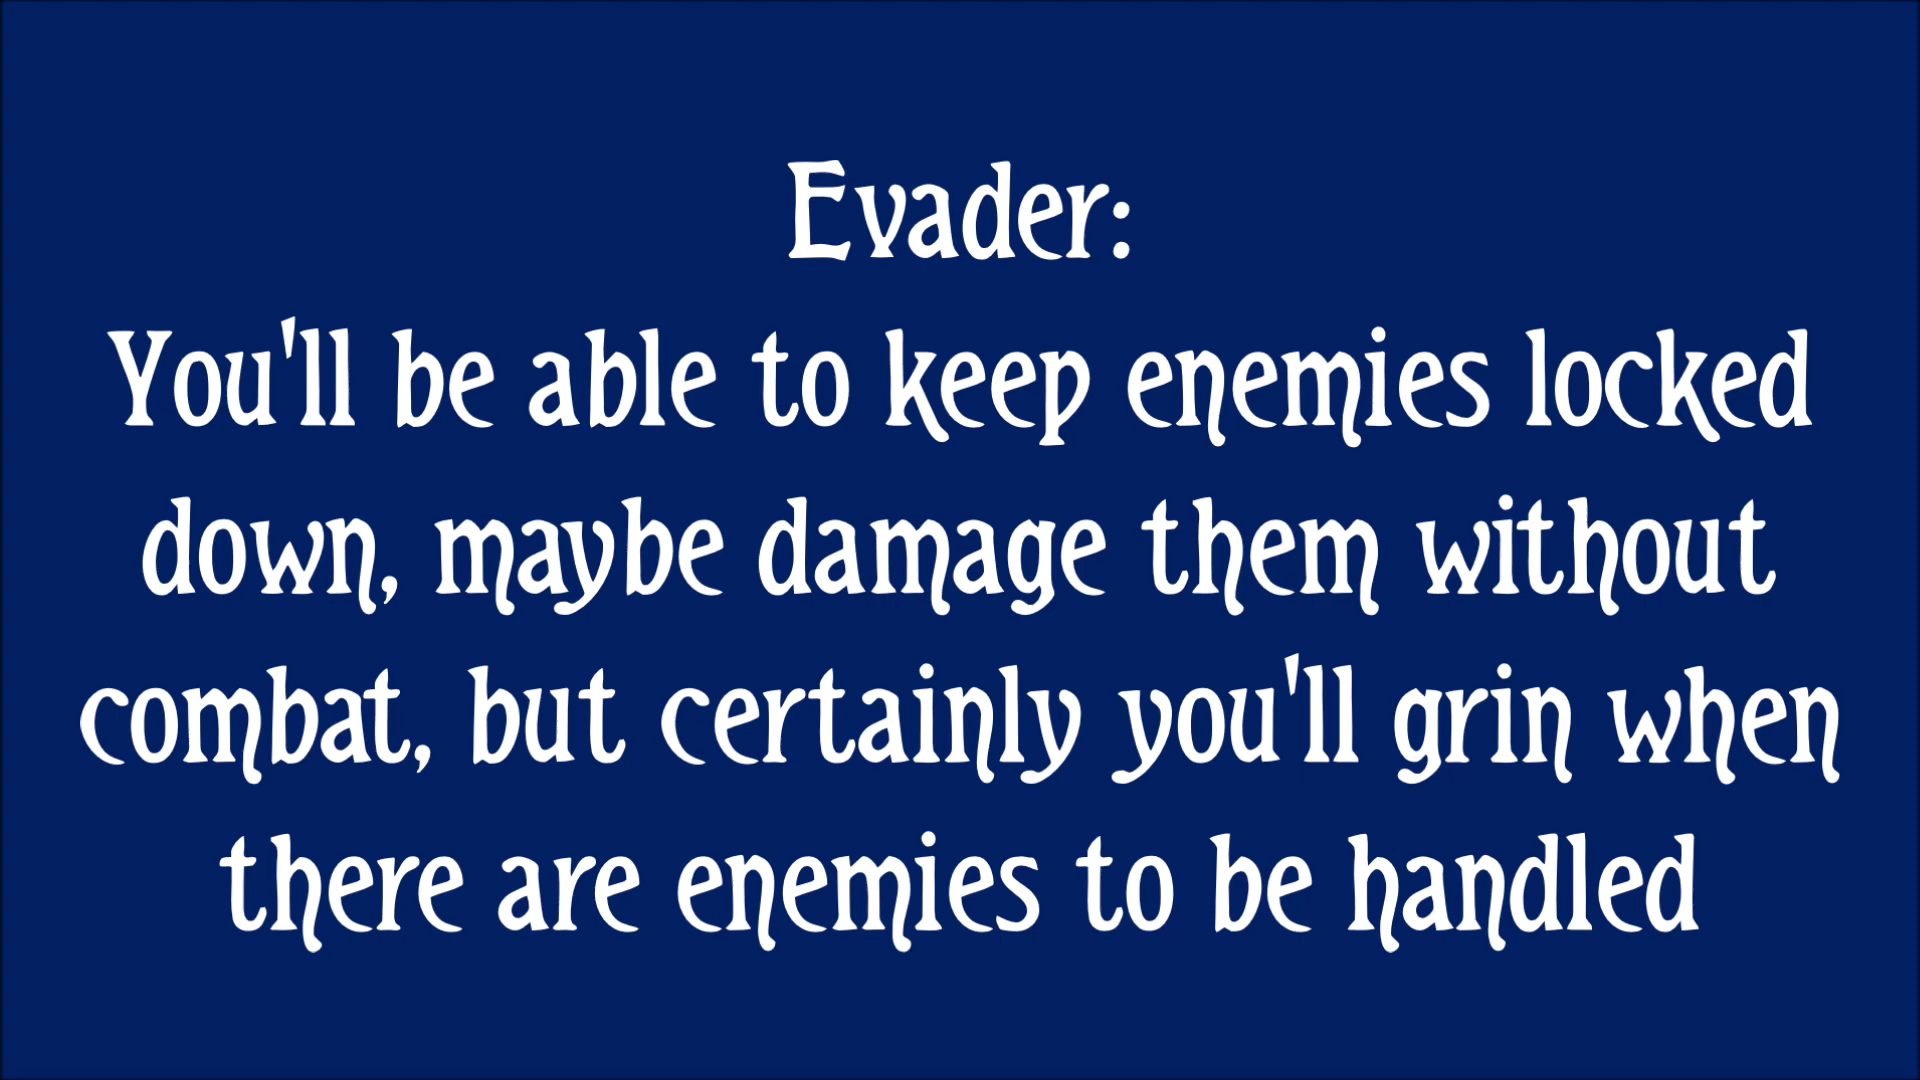 Evader:
You'll be able to keep enemies locked
down, maybe damage them without
combat, but certainly you'll grin when
there are enemies to be handled